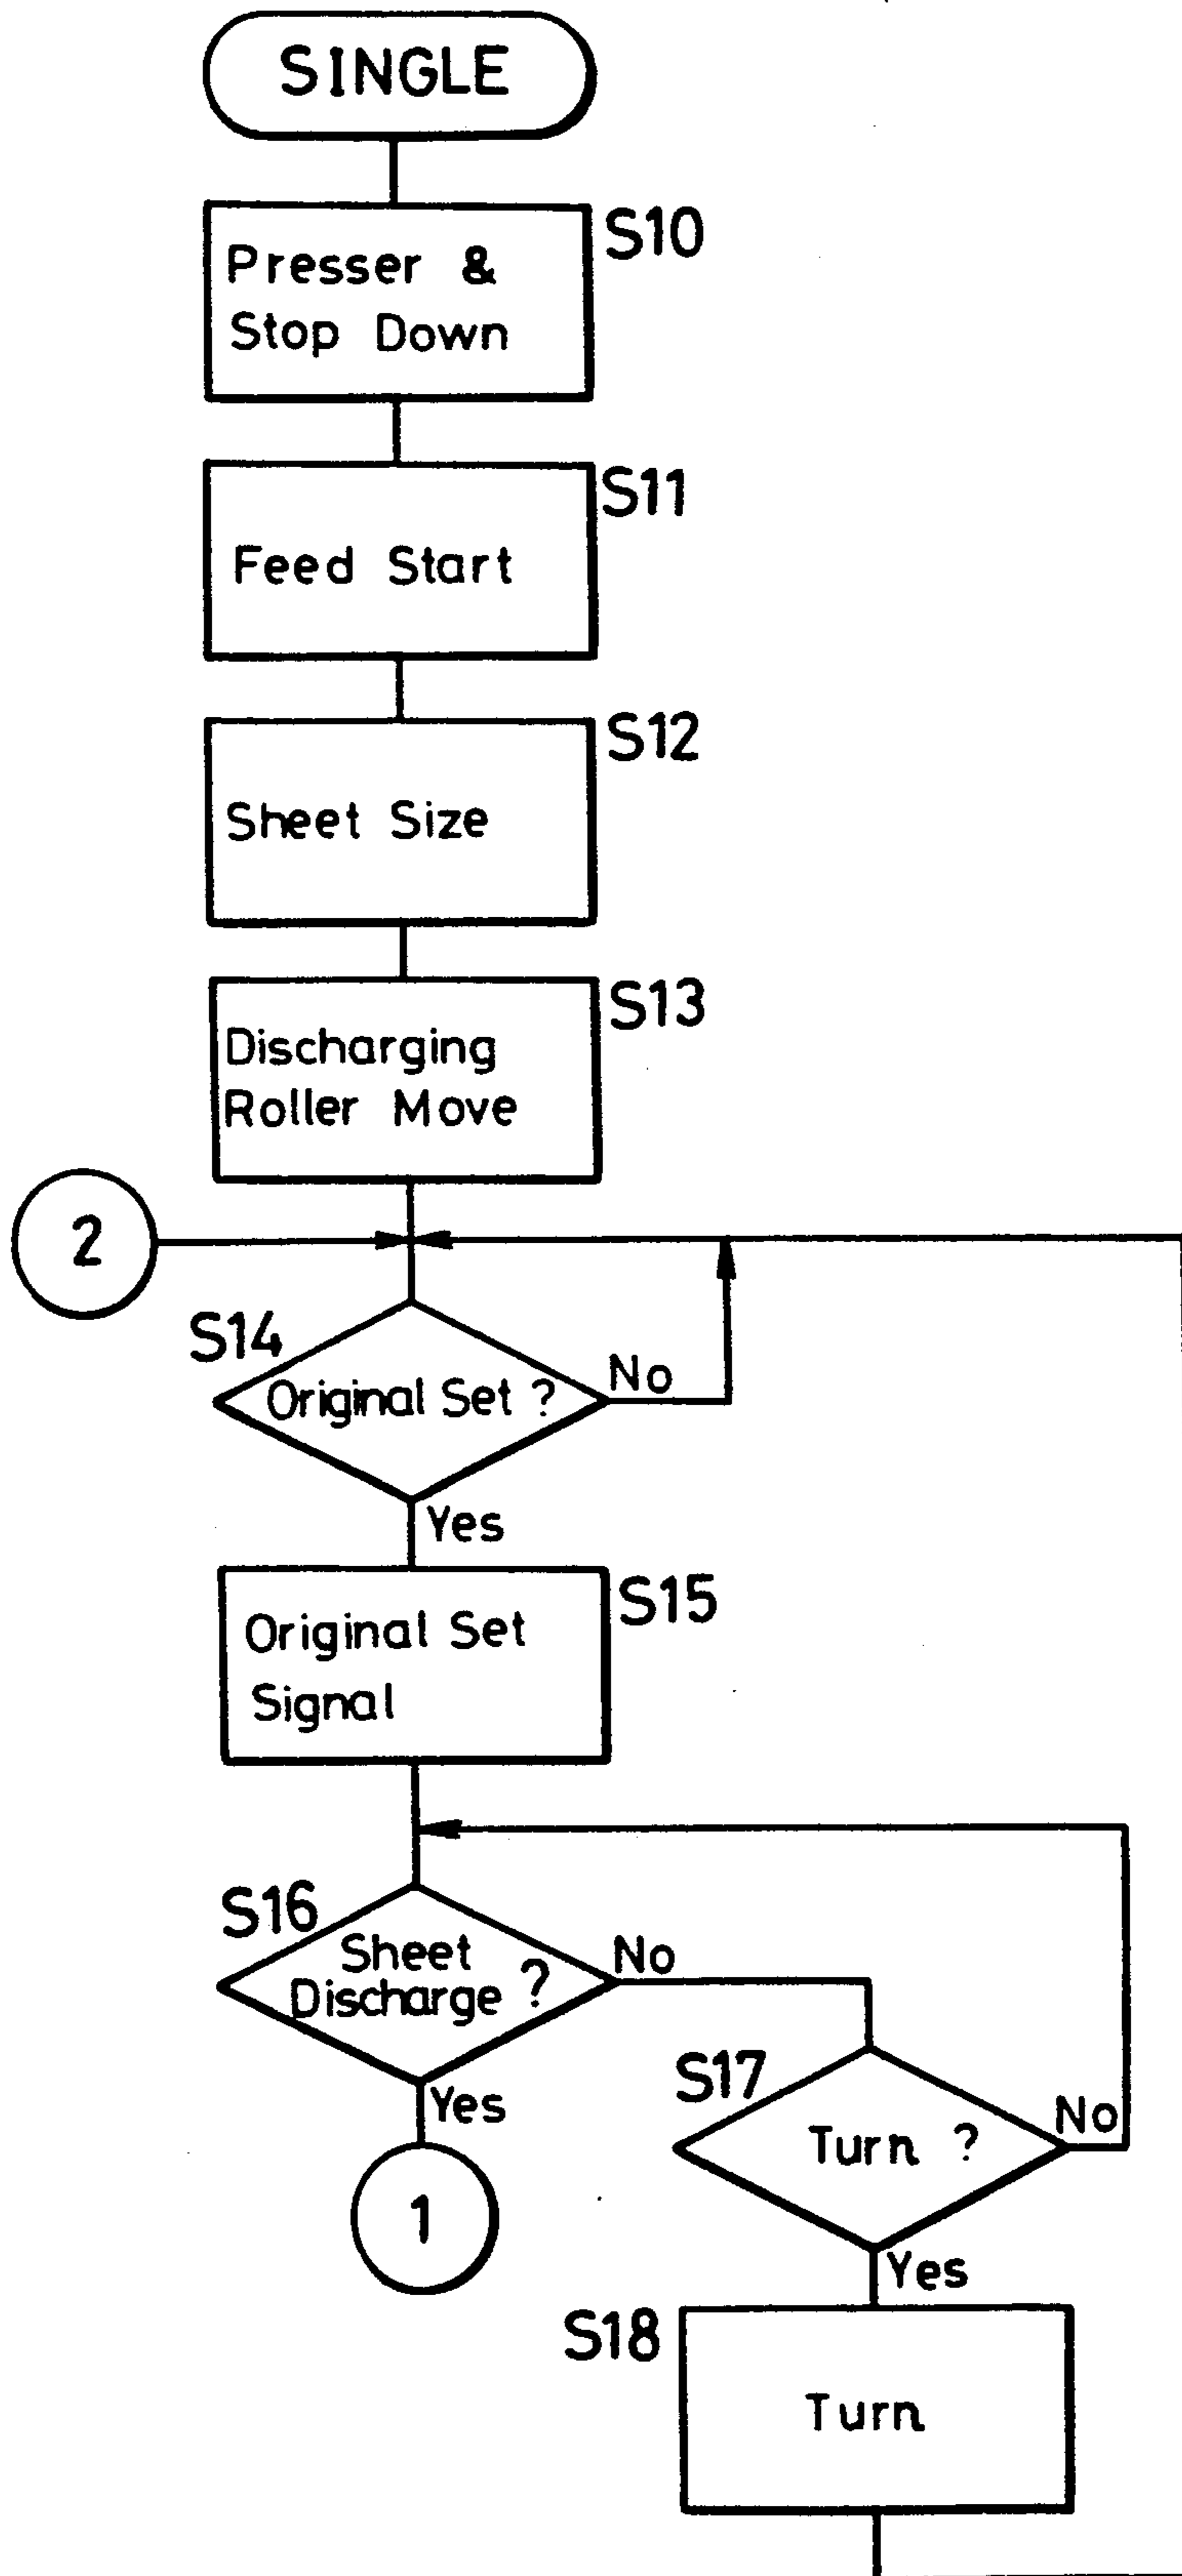 SINGLE
S10
Presser &
Stop Down
S11
Feed Start
S12
Sheet Size
S13
Discharging
Roller Move
2
S14
Original Set ?
No
Yes
S15
Original Set
Signal
S16
Sheet
Discharge ?
No
Yes
1
S17
Turn ?
No
Yes
S18
Turn